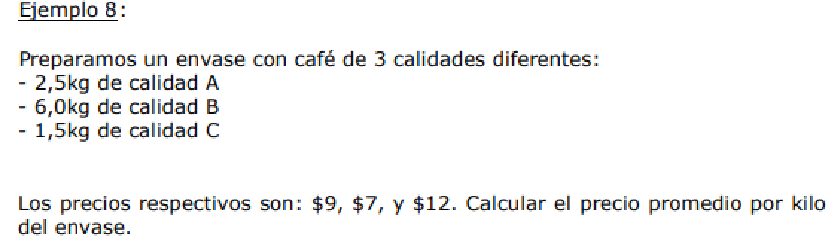 Ejemplo 8:
Preparamos un envase con café de 3 calidades diferentes:
- 2,5kg de calidad A
- 6,0kg de calidad B
- 1,5kg de calidad C
Los precios respectivos son: $9, $7, y $12. Calcular el precio promedio por kilo
del envase.